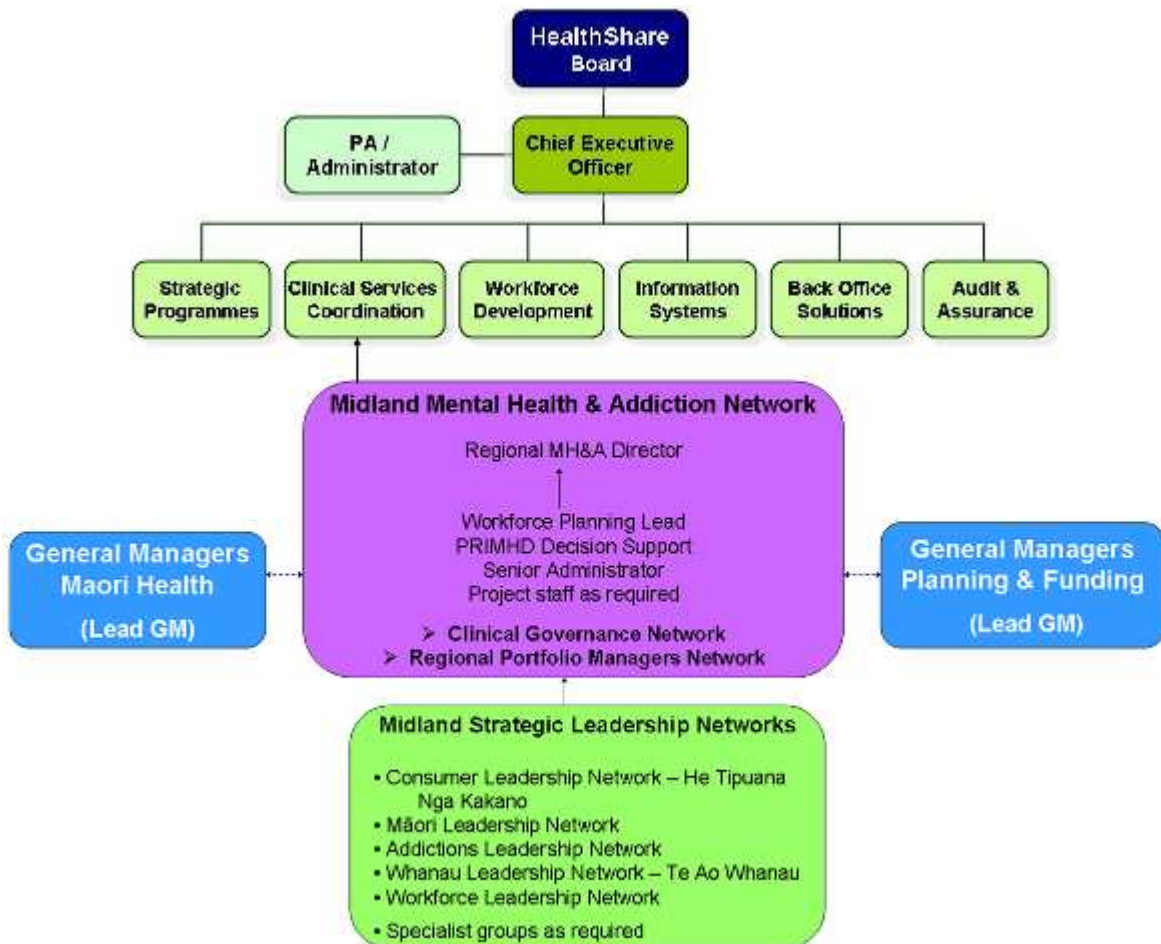 HealthShare
Board
PA /
Administrator
Chief Executive
Officer
Strategic
Programmes
Clinical Services
Coordination
Workforce
Development
Information
Systems
Back Office
Solutions
Audit &
Assurance
Midland Mental Health & Addiction Network
Regional MH&A Director
Workforce Planning Lead
PRIMHD Decision Support
Senior Administrator
Project staff as required
➢ Clinical Governance Network
➢ Regional Portfolio Managers Network
General Managers
Maori Health
(Lead GM)
General Managers
Planning & Funding
(Lead GM)
Midland Strategic Leadership Networks
• Consumer Leadership Network – He Tipuana
Nga Kakano
• Māori Leadership Network
• Addictions Leadership Network
• Whanau Leadership Network – Te Ao Whanau
• Workforce Leadership Network
• Specialist groups as required